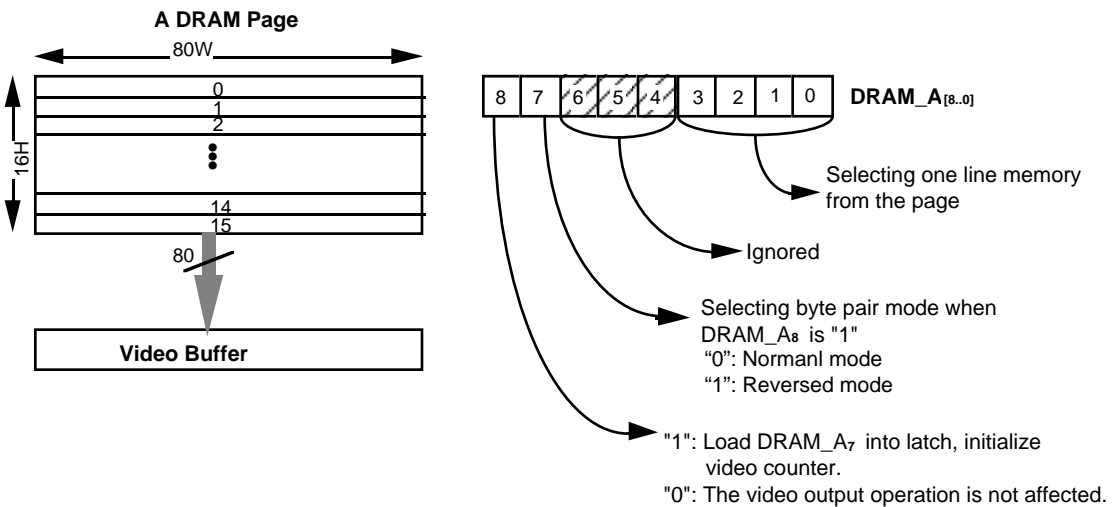 A DRAM Page
80W
16H
0
1
2
14
15
80
Video Buffer
8 7 6 5 4 3 2 1 0 DRAM_A[8..0]
Selecting one line memory
from the page
Ignored
Selecting byte pair mode when
DRAM_A8 is "1"
“0”: Normanl mode
“1”: Reversed mode
"1": Load DRAM_A7 into latch, initialize
video counter.
"0": The video output operation is not affected.